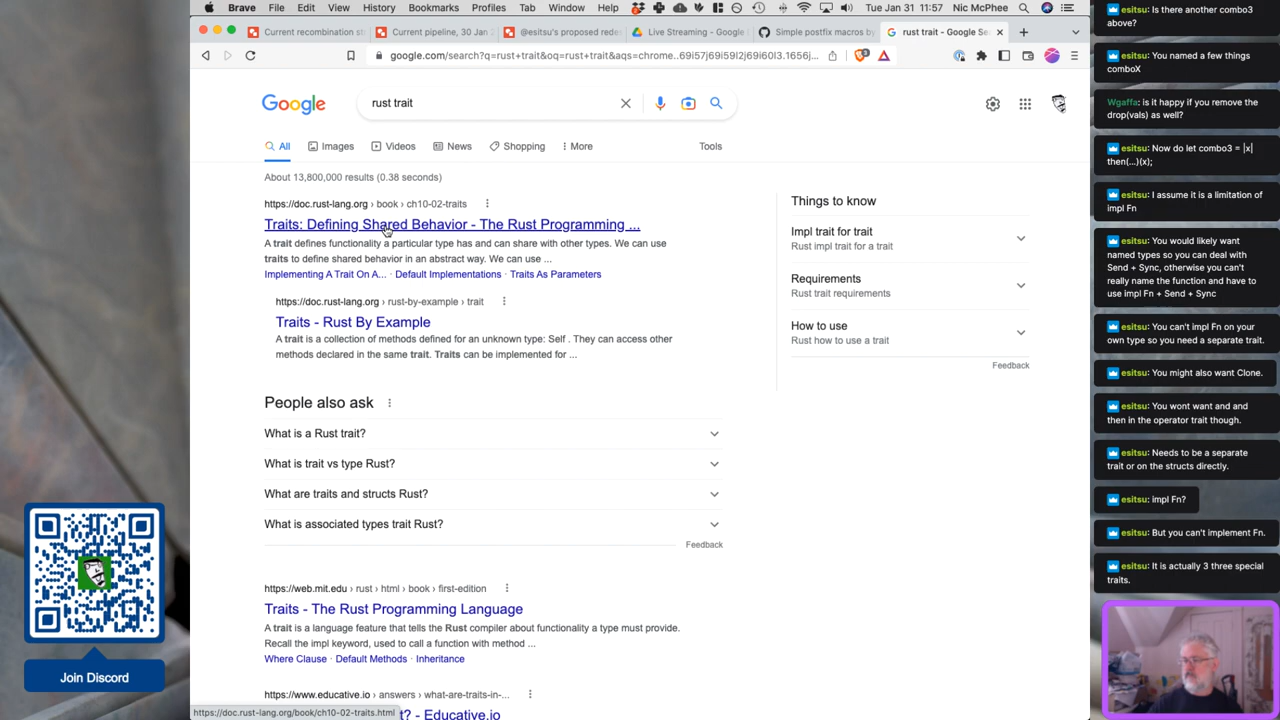 Brave File Edit View History Bookmarks Profiles Tab Window Help Tue Jan 31 11:57 Nic McPhee
Current recombination st
Current pipeline, 30 Jan 2
@esitsu's proposed rede
Live Streaming - Google
Simple postfix macros by
rust trait - Google Se
google.com/search?q=rust+trait&oq=rust+trait&aqs=chrome..69i57j69i59l2j69i60l3.1656j...
Google
rust trait
All Images Videos News Shopping More Tools
About 13,800,000 results (0.38 seconds)
https://doc.rust-lang.org › book › ch10-02-traits
Traits: Defining Shared Behavior - The Rust Programming ...
A trait defines functionality a particular type has and can share with other types. We can use
traits to define shared behavior in an abstract way. We can use ...
Implementing A Trait On A... · Default Implementations · Traits As Parameters
https://doc.rust-lang.org › rust-by-example › trait
Traits - Rust By Example
A trait is a collection of methods defined for an unknown type: Self . They can access other
methods declared in the same trait. Traits can be implemented for ...
People also ask
What is a Rust trait?
What is trait vs type Rust?
What are traits and structs Rust?
What is associated types trait Rust?
Feedback
https://web.mit.edu › rust › html › book › first-edition
Traits - The Rust Programming Language
A trait is a language feature that tells the Rust compiler about functionality a type must provide.
Recall the impl keyword, used to call a function with method ...
Where Clause · Default Methods · Inheritance
https://www.educative.io › answers › what-are-traits-in-...
t? - Educative.io
https://doc.rust-lang.org/book/ch10-02-traits.html
Things to know
Impl trait for trait
Rust impl trait for a trait
Requirements
Rust trait requirements
How to use
Rust how to use a trait
Feedback
Join Discord
esitsu: Is there another combo3
above?
esitsu: You named a few things
comboX
Wgaffa: is it happy if you remove the
drop(vals) as well?
esitsu: Now do let combo3 = |x|
then(...)(x);
esitsu: I assume it is a limitation of
impl Fn
esitsu: You would likely want
named types so you can deal with
Send + Sync, otherwise you can't
really name the function and have to
use impl Fn + Send + Sync
esitsu: You can't impl Fn on your
own type so you need a separate trait.
esitsu: You might also want Clone.
esitsu: You wont want and and
then in the operator trait though.
esitsu: Needs to be a separate
trait or on the structs directly.
esitsu: impl Fn?
esitsu: But you can't implement Fn.
esitsu: It is actually 3 three special
traits.